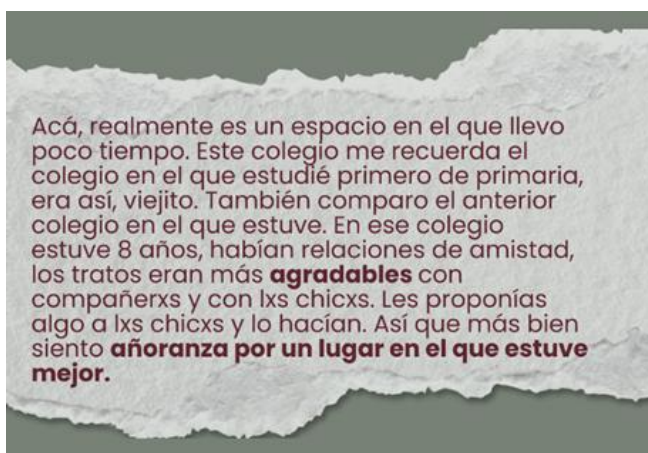 Acá, realmente es un espacio en el que llevo
poco tiempo. Este colegio me recuerda el
colegio en el que estudié primero de primaria,
era así, viejito. También comparo el anterior
colegio en el que estuve. En ese colegio
estuve 8 años, habían relaciones de amistad,
los tratos eran más agradables con
compañerxs y con lxs chicxs. Les proponías
algo a lxs chicxs y lo hacían. Así que más bien
siento añoranza por un lugar en el que estuve
mejor.